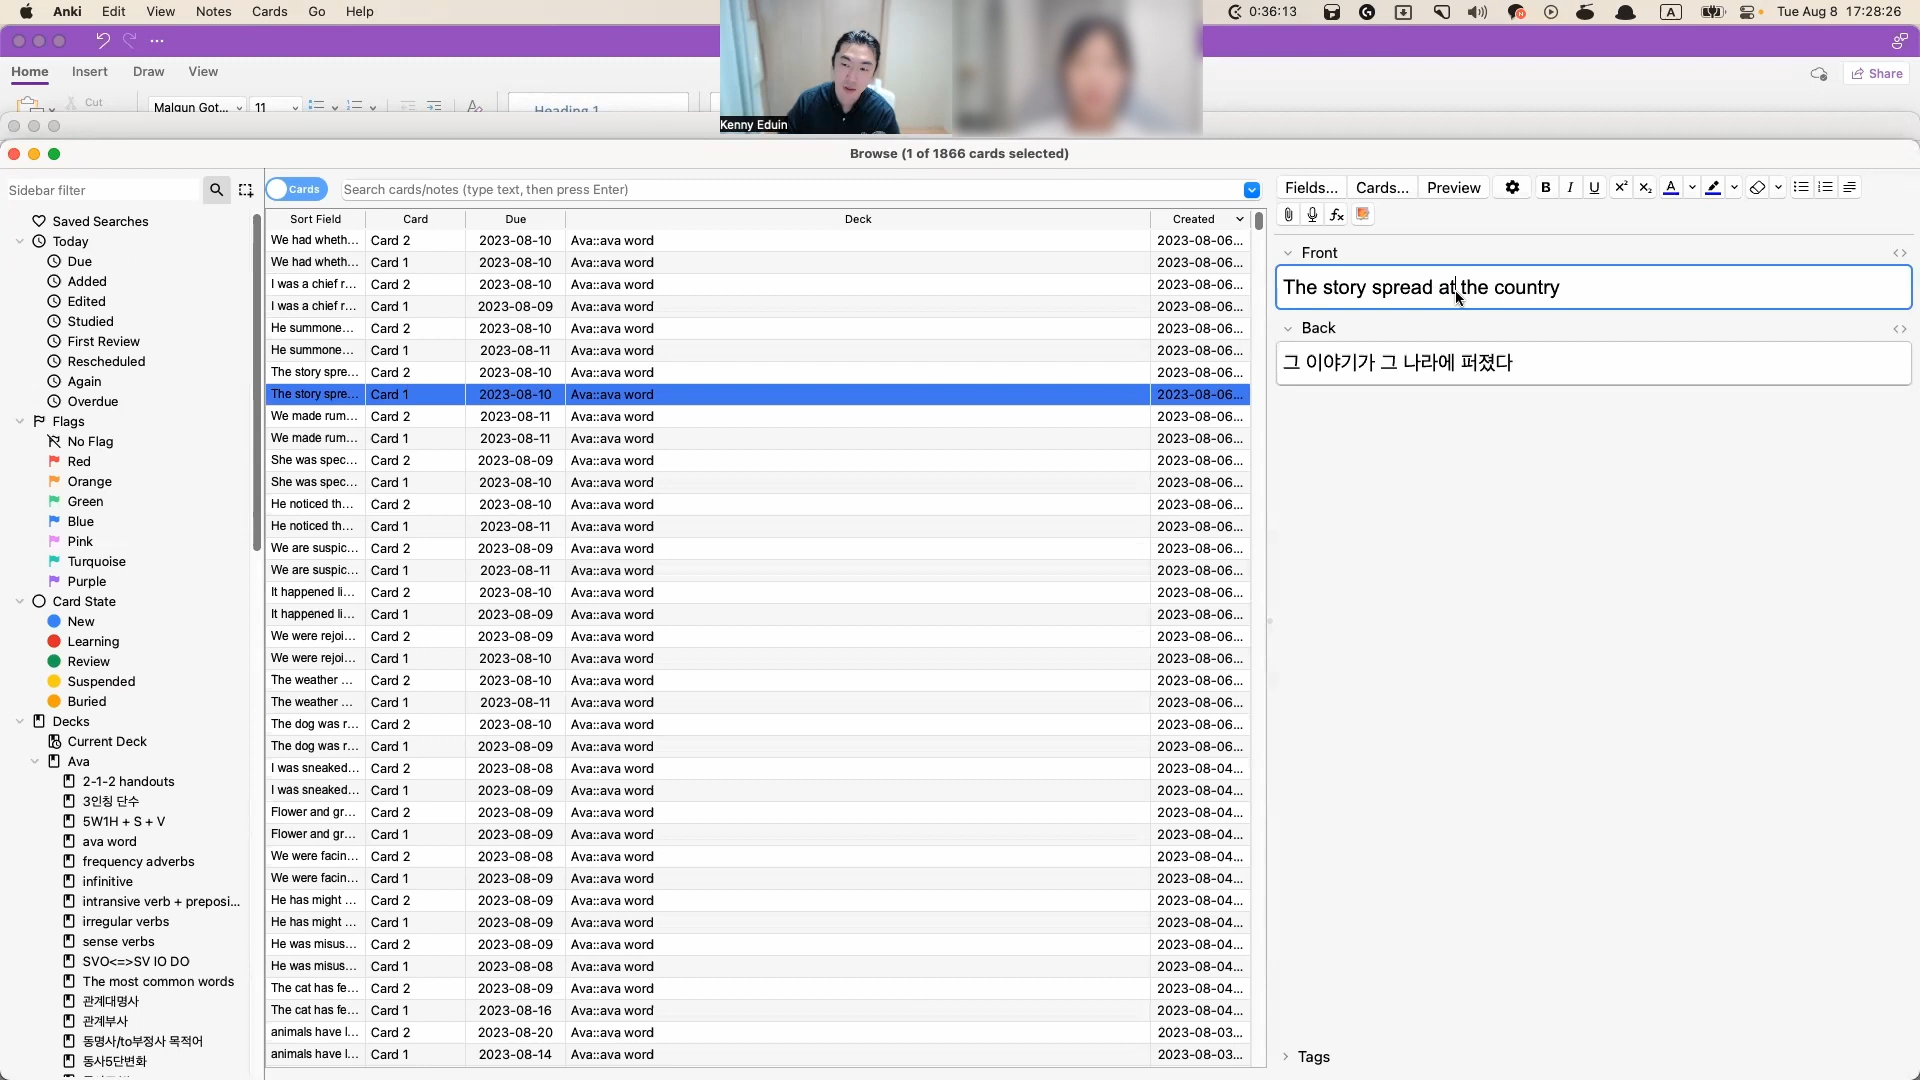 Anki Edit View Notes Cards Go Help
0:36:13
A
Tue Aug 8 17:28:26
Home Insert Draw View
Share
Cut
Malgun Got... 11
Heading 1
Kenny Eduin
Browse (1 of 1866 cards selected)
Sidebar filter
Saved Searches
Today
Due
Added
Edited
Studied
First Review
Rescheduled
Again
Overdue
Flags
No Flag
Red
Orange
Green
Blue
Pink
Turquoise
Purple
Card State
New
Learning
Review
Suspended
Buried
Decks
Current Deck
Ava
2-1-2 handouts
3인칭 단수
5W1H + S + V
ava word
frequency adverbs
infinitive
intransive verb + preposi...
irregular verbs
sense verbs
SVO<=>SV IO DO
The most common words
관계대명사
관계부사
동명사/to부정사 목적어
동사5단변화
Cards
Search cards/notes (type text, then press Enter)
Sort Field Card Due Deck Created
We had wheth... Card 2 2023-08-10 Ava::ava word 2023-08-06...
We had wheth... Card 1 2023-08-10 Ava::ava word 2023-08-06...
I was a chief r... Card 2 2023-08-10 Ava::ava word 2023-08-06...
I was a chief r... Card 1 2023-08-09 Ava::ava word 2023-08-06...
He summone... Card 2 2023-08-10 Ava::ava word 2023-08-06...
He summone... Card 1 2023-08-11 Ava::ava word 2023-08-06...
The story spre... Card 2 2023-08-10 Ava::ava word 2023-08-06...
The story spre... Card 1 2023-08-10 Ava::ava word 2023-08-06...
We made rum... Card 2 2023-08-11 Ava::ava word 2023-08-06...
We made rum... Card 1 2023-08-11 Ava::ava word 2023-08-06...
She was spec... Card 2 2023-08-09 Ava::ava word 2023-08-06...
She was spec... Card 1 2023-08-10 Ava::ava word 2023-08-06...
He noticed th... Card 2 2023-08-10 Ava::ava word 2023-08-06...
He noticed th... Card 1 2023-08-11 Ava::ava word 2023-08-06...
We are suspic... Card 2 2023-08-09 Ava::ava word 2023-08-06...
We are suspic... Card 1 2023-08-11 Ava::ava word 2023-08-06...
It happened li... Card 2 2023-08-10 Ava::ava word 2023-08-06...
It happened li... Card 1 2023-08-09 Ava::ava word 2023-08-06...
We were rejoi... Card 2 2023-08-09 Ava::ava word 2023-08-06...
We were rejoi... Card 1 2023-08-10 Ava::ava word 2023-08-06...
The weather ... Card 2 2023-08-10 Ava::ava word 2023-08-06...
The weather ... Card 1 2023-08-11 Ava::ava word 2023-08-06...
The dog was r... Card 2 2023-08-10 Ava::ava word 2023-08-06...
The dog was r... Card 1 2023-08-09 Ava::ava word 2023-08-06...
I was sneaked... Card 2 2023-08-08 Ava::ava word 2023-08-04...
I was sneaked... Card 1 2023-08-09 Ava::ava word 2023-08-04...
Flower and gr... Card 2 2023-08-09 Ava::ava word 2023-08-04...
Flower and gr... Card 1 2023-08-09 Ava::ava word 2023-08-04...
We were facin... Card 2 2023-08-08 Ava::ava word 2023-08-04...
We were facin... Card 1 2023-08-09 Ava::ava word 2023-08-04...
He has might ... Card 2 2023-08-09 Ava::ava word 2023-08-04...
He has might ... Card 1 2023-08-09 Ava::ava word 2023-08-04...
He was misus... Card 2 2023-08-09 Ava::ava word 2023-08-04...
He was misus... Card 1 2023-08-08 Ava::ava word 2023-08-04...
The cat has fe... Card 2 2023-08-09 Ava::ava word 2023-08-04...
The cat has fe... Card 1 2023-08-16 Ava::ava word 2023-08-04...
animals have l... Card 2 2023-08-20 Ava::ava word 2023-08-03...
animals have l... Card 1 2023-08-14 Ava::ava word 2023-08-03...
Fields... Cards... Preview B I U x² x₂ A
fx
Front
The story spread at the country
Back
그 이야기가 그 나라에 퍼졌다
Tags